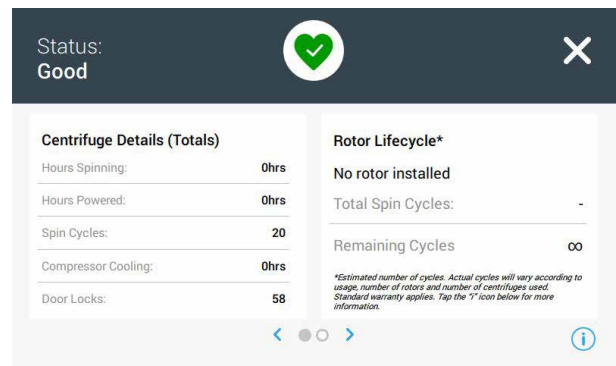 Status:
Good
Centrifuge Details (Totals)
Hours Spinning: 0hrs
Hours Powered: 0hrs
Spin Cycles: 20
Compressor Cooling: 0hrs
Door Locks: 58
Rotor Lifecycle*
No rotor installed
Total Spin Cycles: -
Remaining Cycles ∞
*Estimated number of cycles. Actual cycles will vary according to
usage, number of rotors and number of centrifuges used.
Standard warranty applies. Tap the "i" icon below for more
information.
i